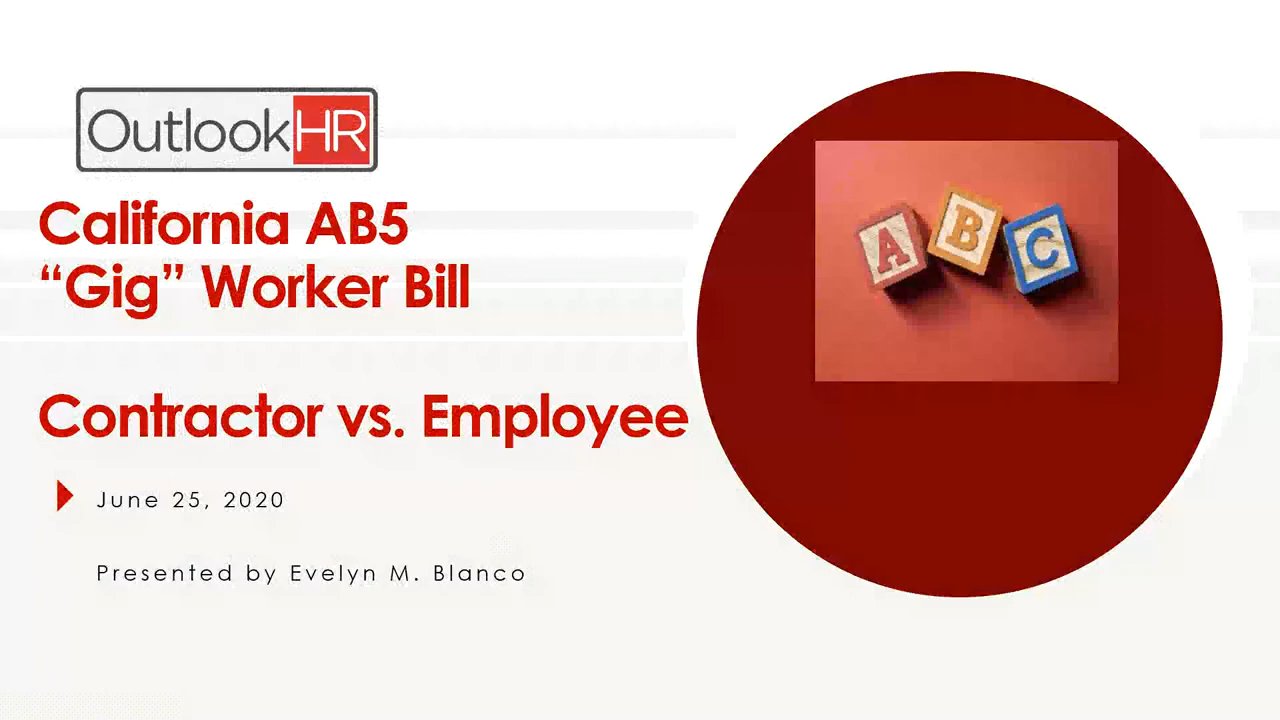 OutlookHR
California AB5
“Gig” Worker Bill
Contractor vs. Employee
June 25, 2020
Presented by Evelyn M. Blanco
A B C